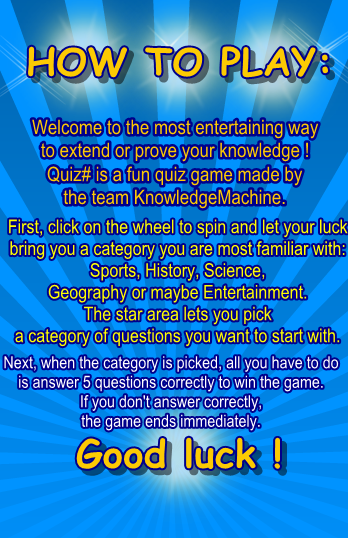 HOW TO PLAY:
Welcome to the most entertaining way
to extend or prove your knowledge !
Quiz# is a fun quiz game made by
the team KnowledgeMachine.
First, click on the wheel to spin and let your luck
bring you a category you are most familiar with:
Sports, History, Science,
Geography or maybe Entertainment.
The star area lets you pick
a category of questions you want to start with.
Next, when the category is picked, all you have to do
is answer 5 questions correctly to win the game.
If you don't answer correctly,
the game ends immediately.
Good luck !